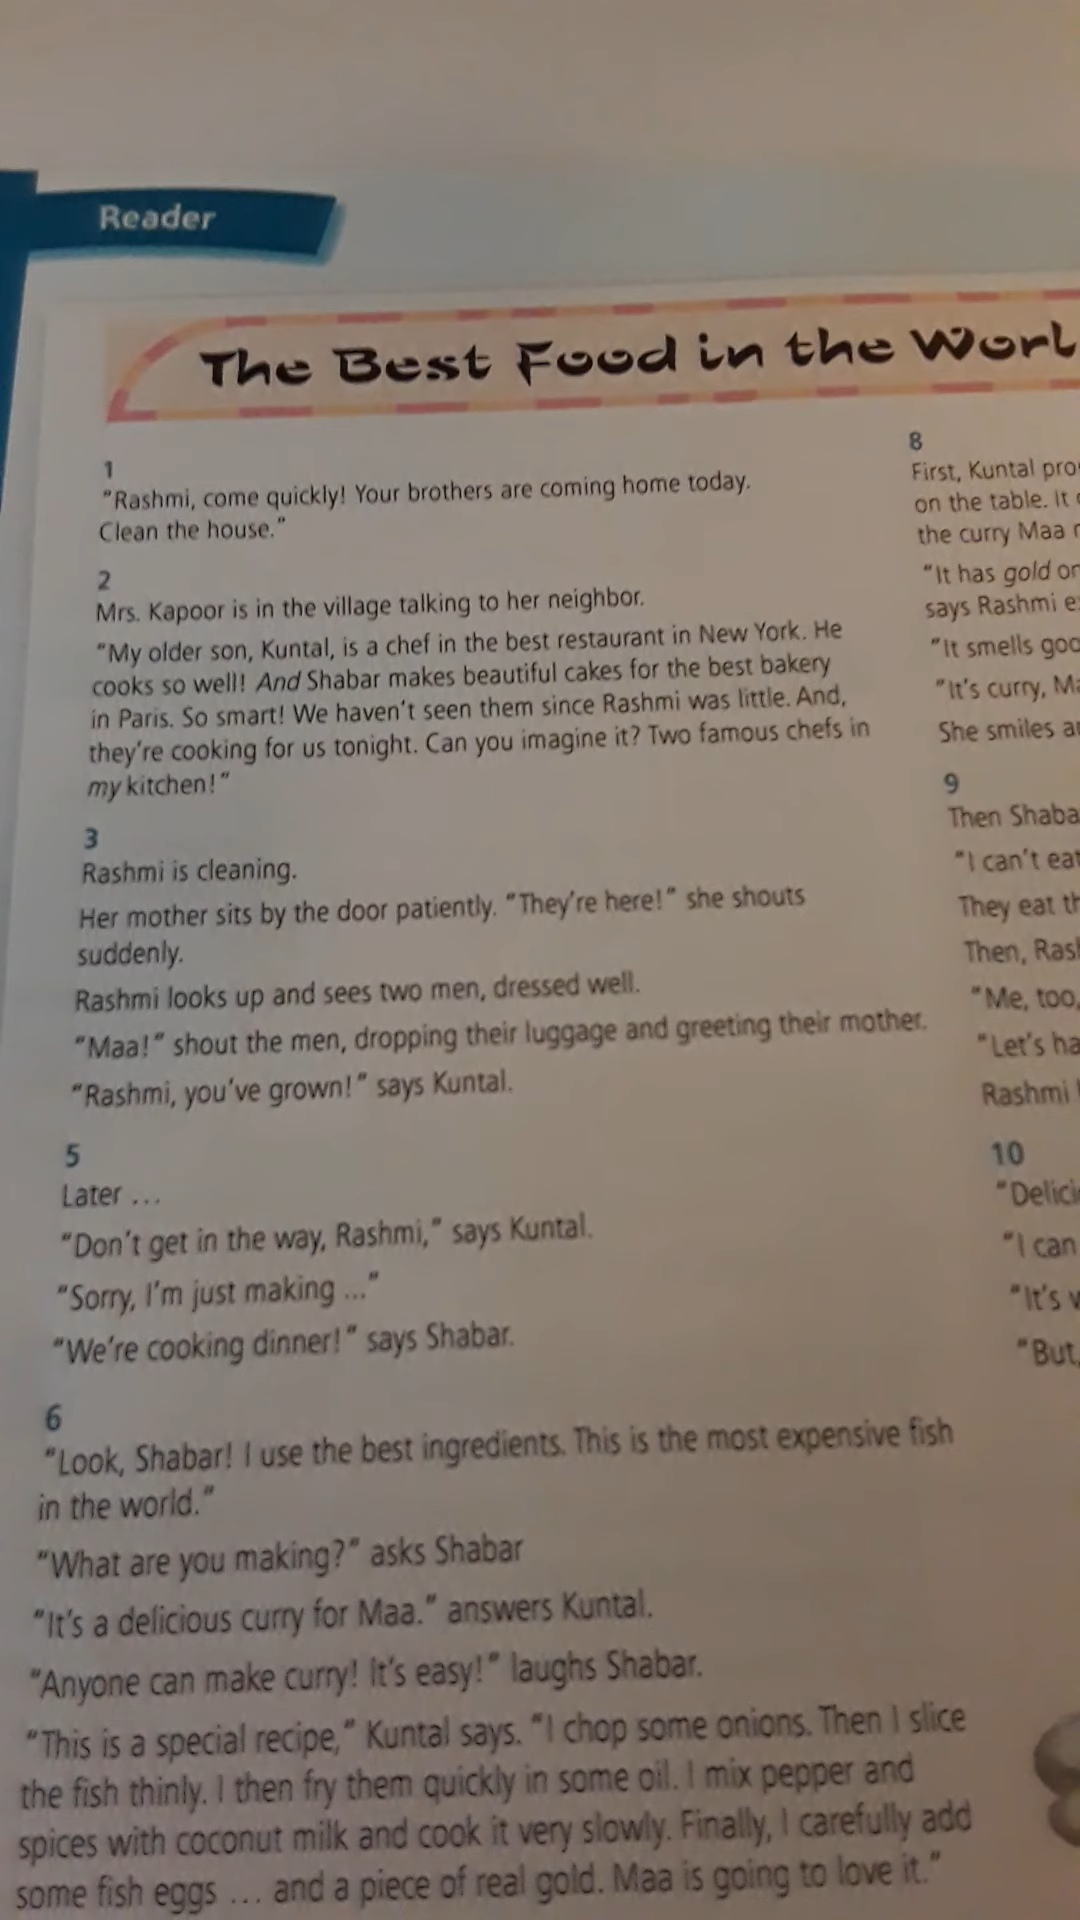 Reader
The Best Food in the Worl
1
"Rashmi, come quickly! Your brothers are coming home today.
Clean the house."
2
Mrs. Kapoor is in the village talking to her neighbor.
"My older son, Kuntal, is a chef in the best restaurant in New York. He
cooks so well! And Shabar makes beautiful cakes for the best bakery
in Paris. So smart! We haven't seen them since Rashmi was little. And,
they're cooking for us tonight. Can you imagine it? Two famous chefs in
my kitchen!"
3
Rashmi is cleaning.
Her mother sits by the door patiently. "They're here!" she shouts
suddenly.
Rashmi looks up and sees two men, dressed well.
"Maa!" shout the men, dropping their luggage and greeting their mother.
"Rashmi, you've grown!" says Kuntal.
5
Later ...
"Don't get in the way, Rashmi," says Kuntal.
"Sorry, I'm just making ..."
"We're cooking dinner!" says Shabar.
6
"Look, Shabar! I use the best ingredients. This is the most expensive fish
in the world."
"What are you making?" asks Shabar
"It's a delicious curry for Maa." answers Kuntal.
"Anyone can make curry! It's easy!" laughs Shabar.
"This is a special recipe," Kuntal says. "I chop some onions. Then I slice
the fish thinly. I then fry them quickly in some oil. I mix pepper and
spices with coconut milk and cook it very slowly. Finally, I carefully add
some fish eggs ... and a piece of real gold. Maa is going to love it."
8
First, Kuntal pro
on the table. It
the curry Maa
"It has gold on
says Rashmi e
"It smells goo
"It's curry, Ma
She smiles a
9
Then Shaba
"I can't eat
They eat th
Then, Ras
"Me, too,
"Let's ha
Rashmi
10
"Delici
"I can
"It's
"But,